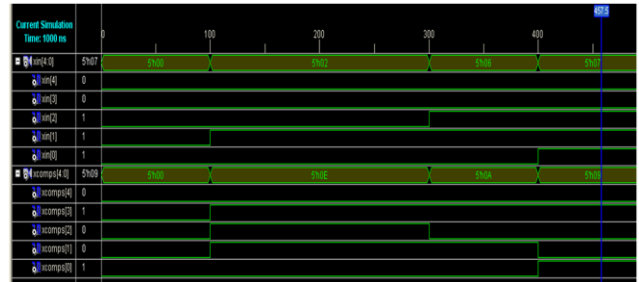 457.5
Current Simulation
Time: 1000 ns
0 100 200 300 400
xin[4:0] 5'h07 5'h00 5'h02 5'h06 5'h07
xin[4] 0
xin[3] 0
xin[2] 1
xin[1] 1
xin[0] 1
xcomps[4:0] 5'h09 5'h00 5'h0E 5'h0A 5'h09
xcomps[4] 0
xcomps[3] 1
xcomps[2] 0
xcomps[1] 0
xcomps[0] 1